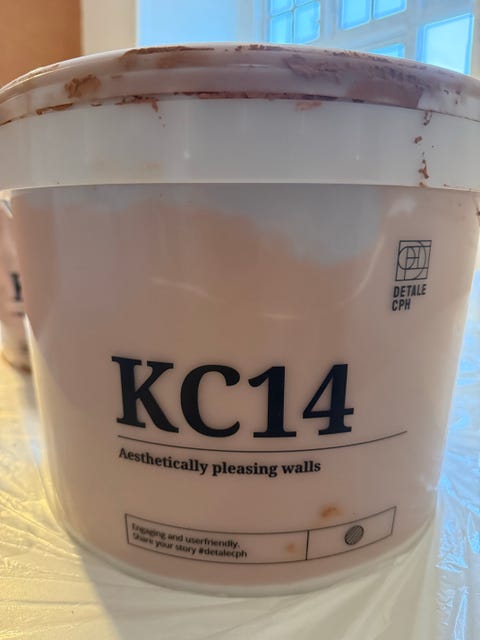 DETALE
CPH
KC14
Aesthetically pleasing walls
Engaging and userfriendly.
Share your story #detalecph